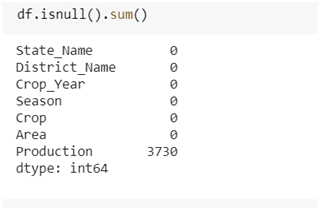 df.isnull().sum()
State_Name 0
District_Name 0
Crop_Year 0
Season 0
Crop 0
Area 0
Production 3730
dtype: int64